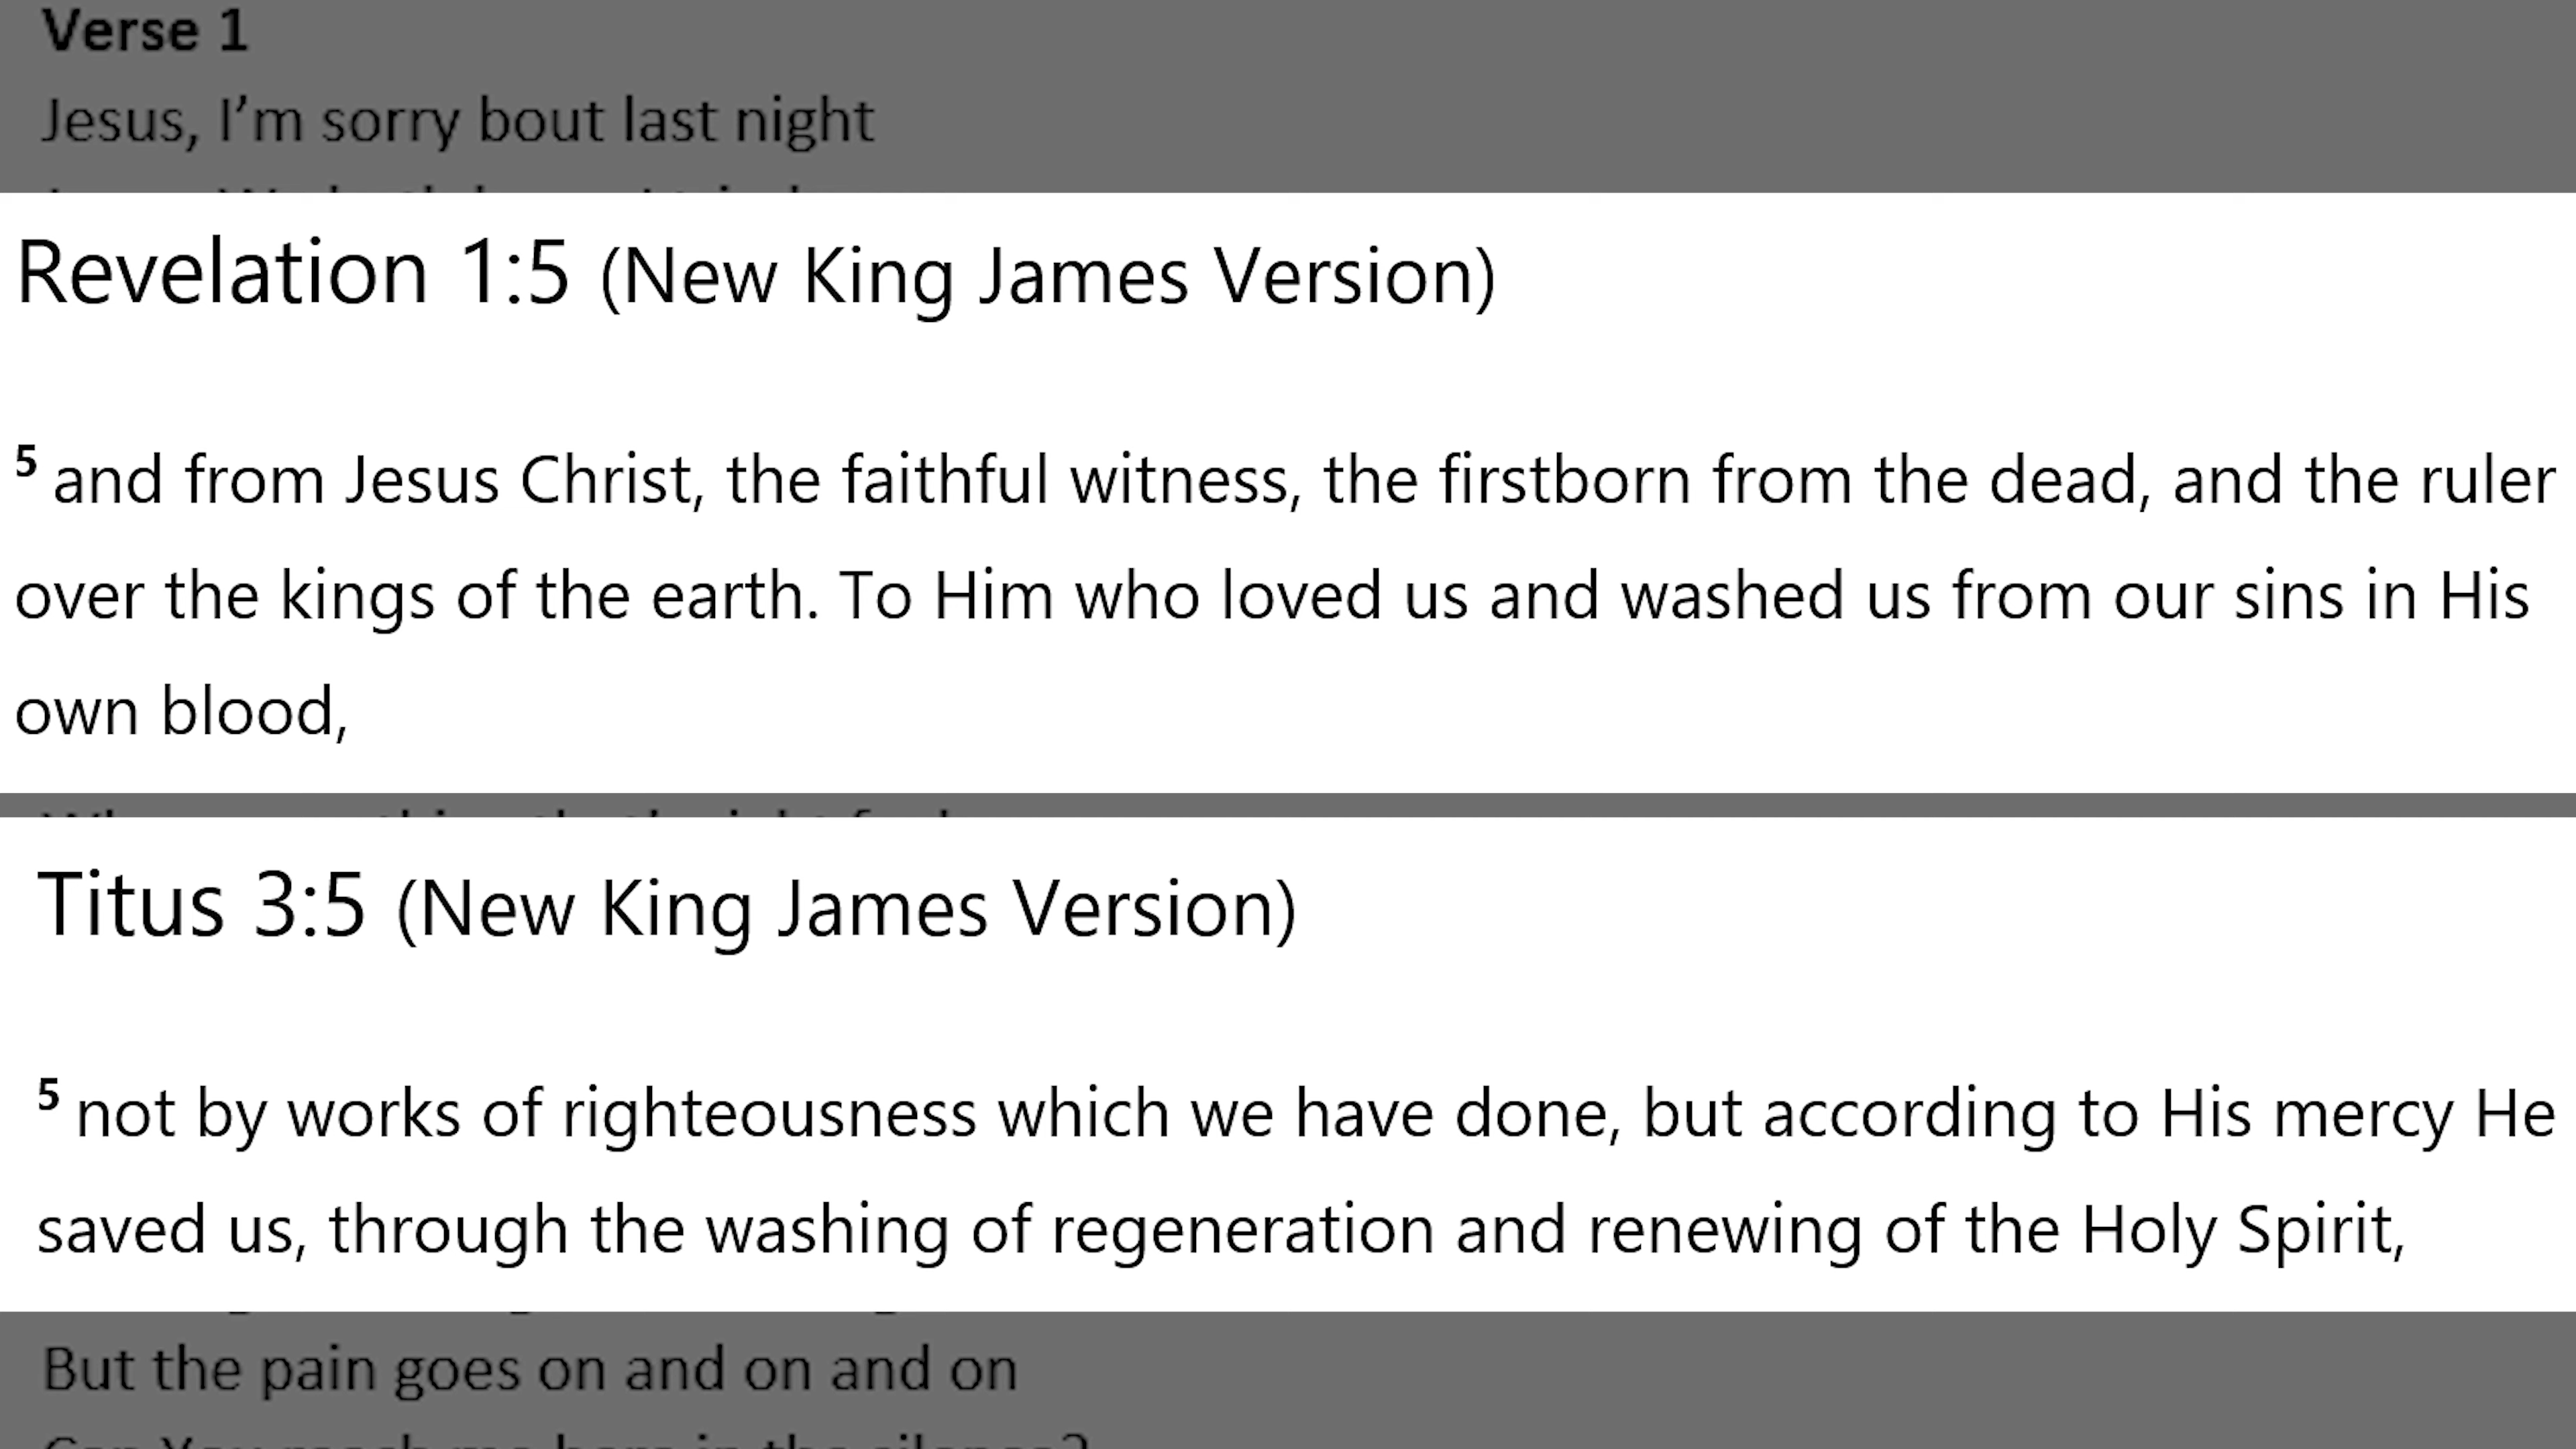 Verse 1
Jesus, I'm sorry bout last night
Revelation 1:5 (New King James Version)
5 and from Jesus Christ, the faithful witness, the firstborn from the dead, and the ruler
over the kings of the earth. To Him who loved us and washed us from our sins in His
own blood,
Titus 3:5 (New King James Version)
5 not by works of righteousness which we have done, but according to His mercy He
saved us, through the washing of regeneration and renewing of the Holy Spirit,
But the pain goes on and on and on